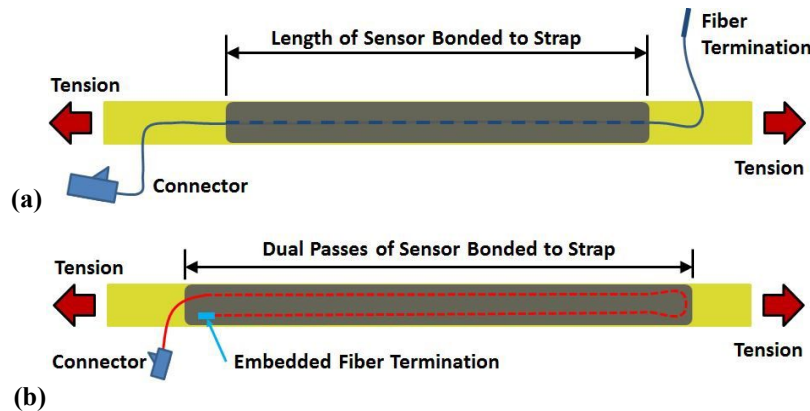 Length of Sensor Bonded to Strap
Fiber
Termination
Tension
Tension
Connector
(a)
Dual Passes of Sensor Bonded to Strap
Tension
Tension
Connector
Embedded Fiber Termination
(b)